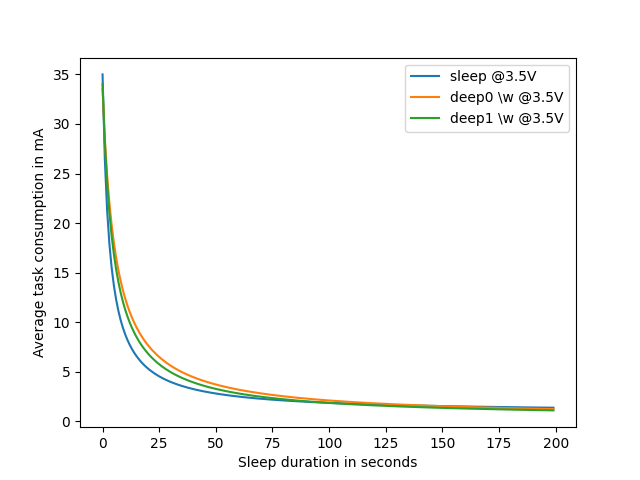 sleep @3.5V
deep0 \w @3.5V
deep1 \w @3.5V
Average task consumption in mA
35
30
25
20
15
10
5
0
0 25 50 75 100 125 150 175 200
Sleep duration in seconds